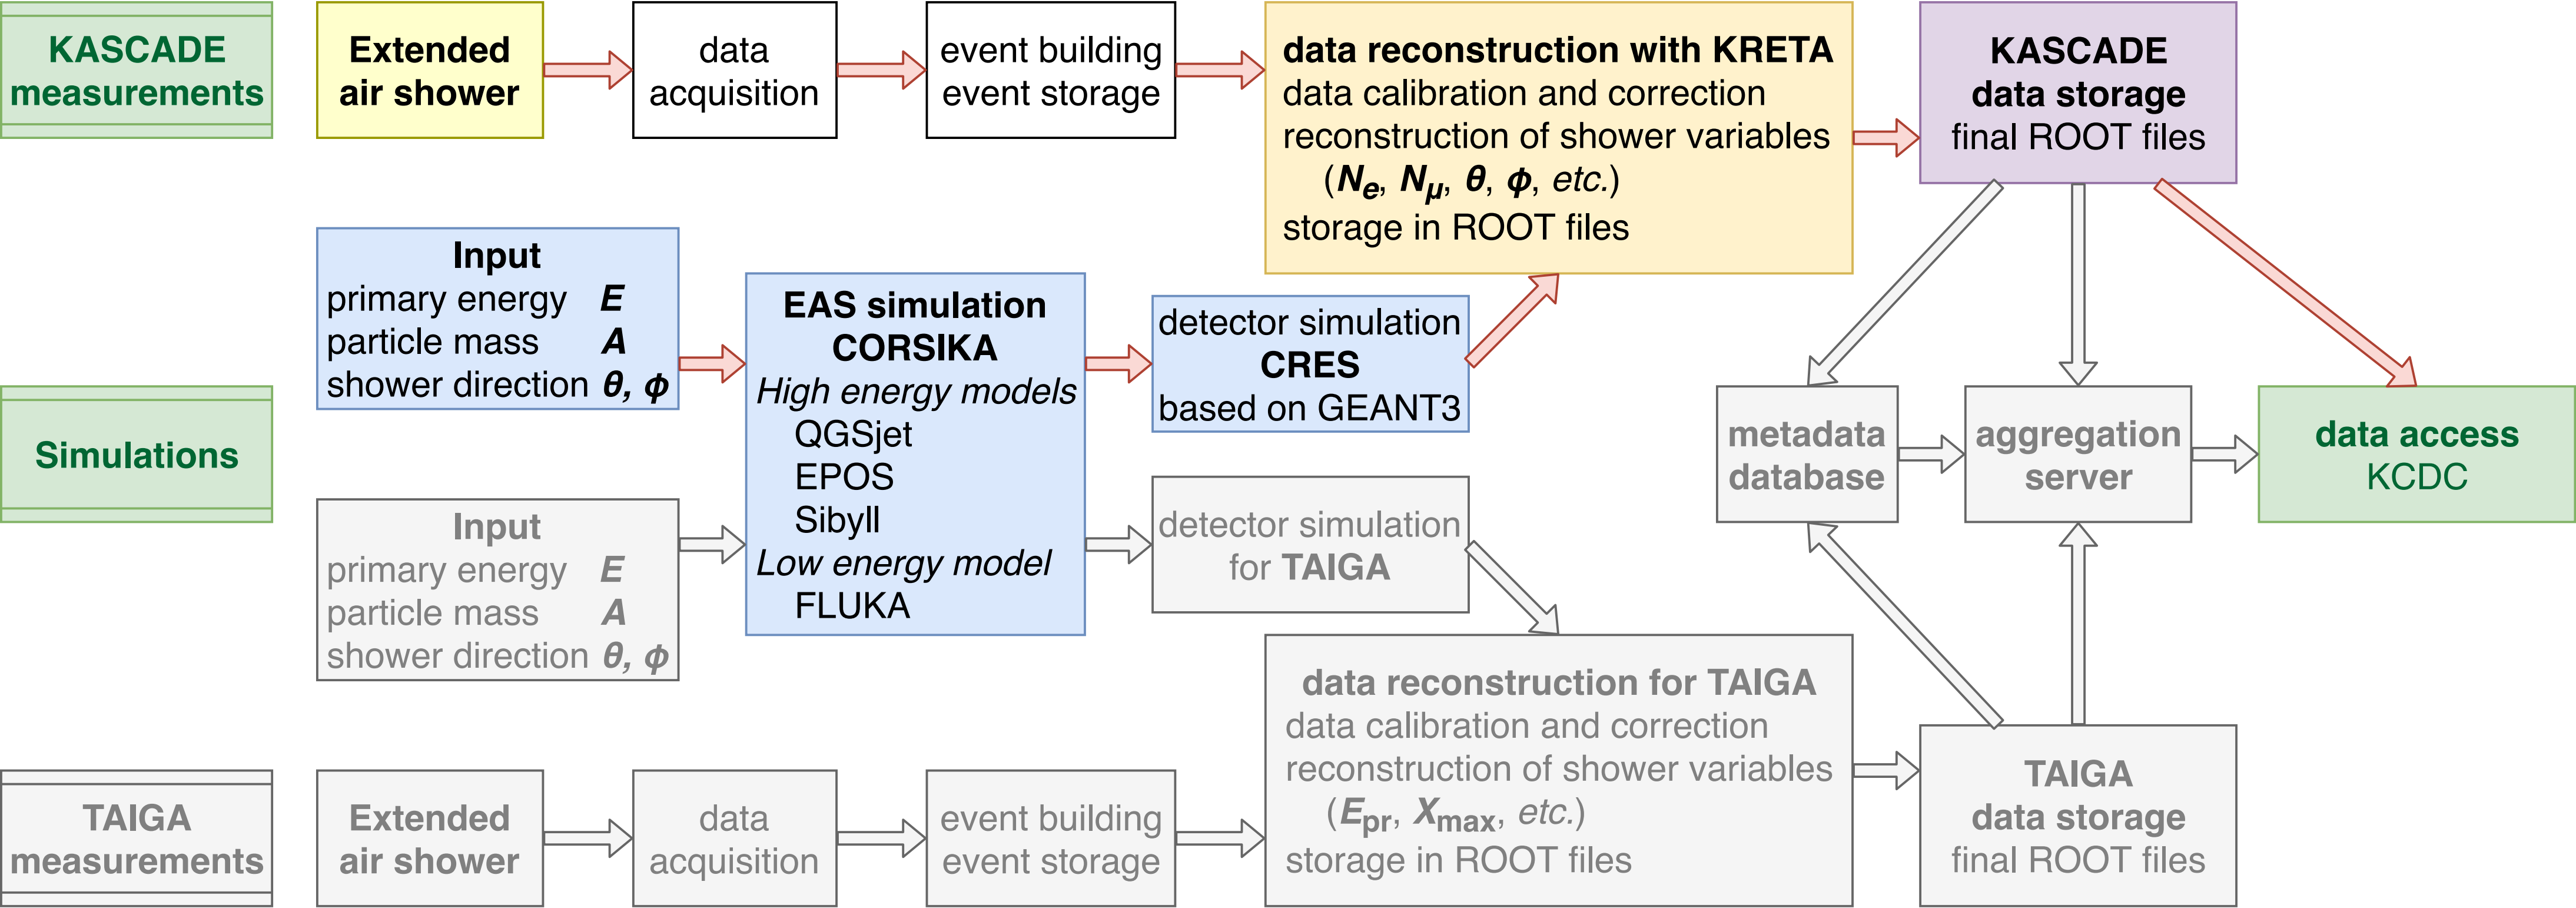 KASCADE
measurements
Extended
air shower
data
acquisition
event building
event storage
data reconstruction with KRETA
data calibration and correction
reconstruction of shower variables
(Ne, Nμ, θ, ϕ, etc.)
storage in ROOT files
KASCADE
data storage
final ROOT files
Simulations
Input
primary energy E
particle mass A
shower direction θ, ϕ
EAS simulation
CORSIKA
High energy models
QGSjet
EPOS
Sibyll
Low energy model
FLUKA
detector simulation
CRES
based on GEANT3
metadata
database
aggregation
server
data access
KCDC
Input
primary energy E
particle mass A
shower direction θ, ϕ
detector simulation
for TAIGA
TAIGA
measurements
Extended
air shower
data
acquisition
event building
event storage
data reconstruction for TAIGA
data calibration and correction
reconstruction of shower variables
(Epr, Xmax, etc.)
storage in ROOT files
TAIGA
data storage
final ROOT files